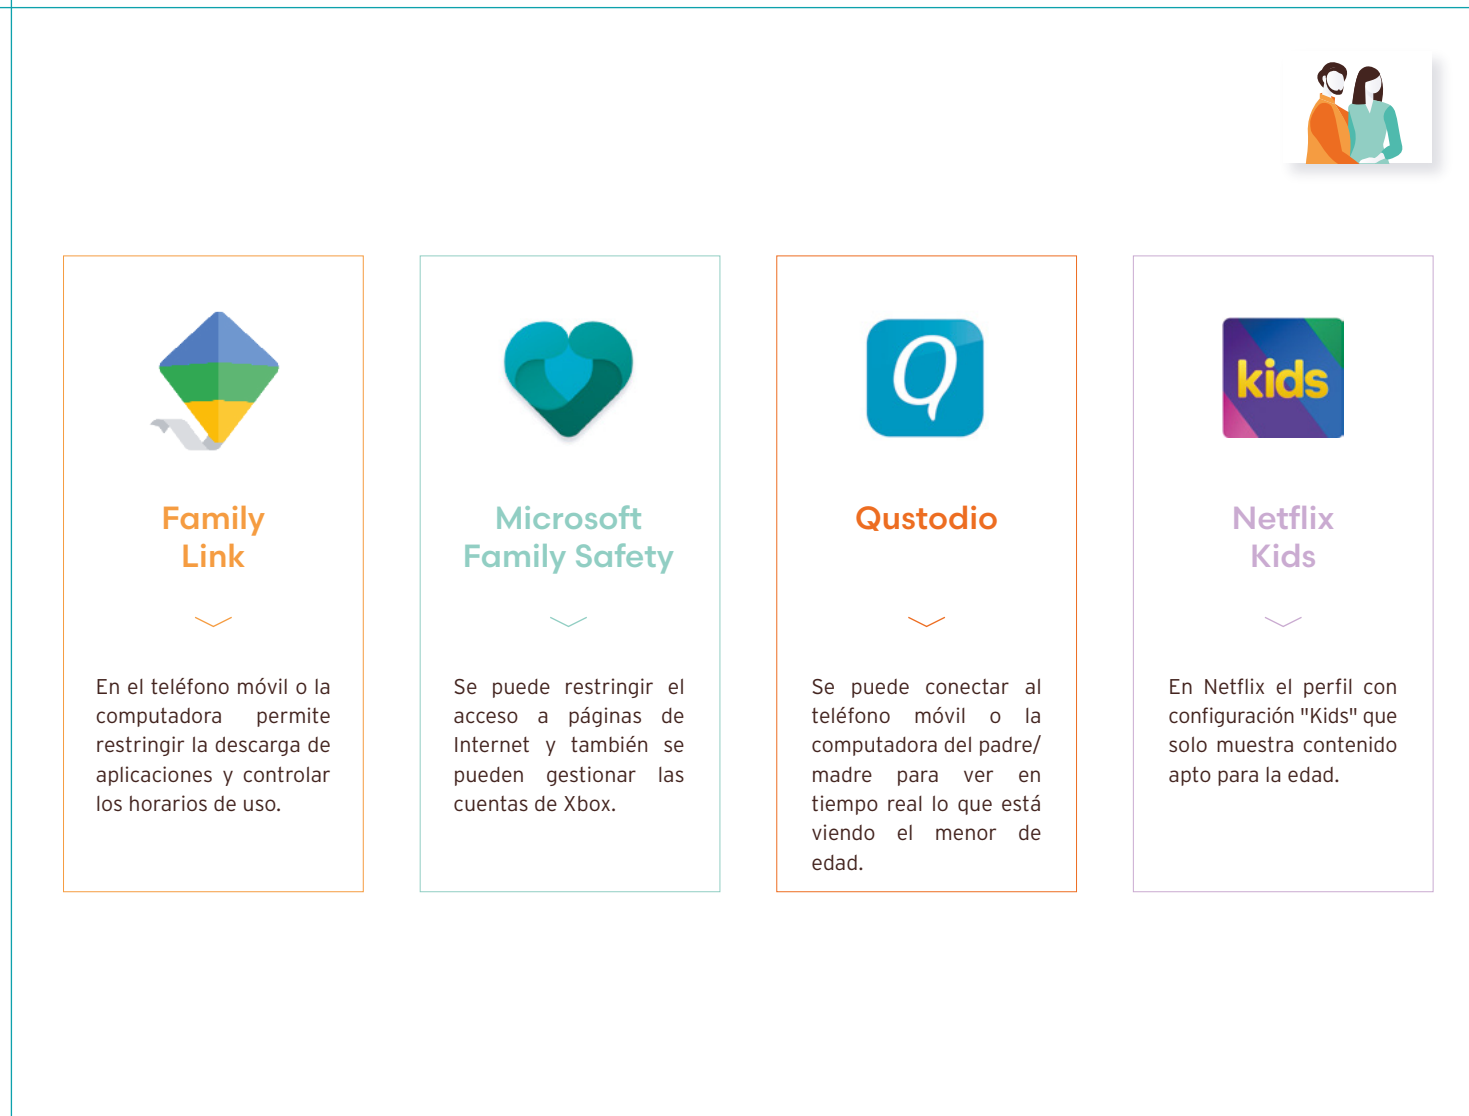 kids
Family
Link
En el teléfono móvil o la
computadora permite
restringir la descarga de
aplicaciones y controlar
los horarios de uso.
Microsoft
Family Safety
Se puede restringir el
acceso a páginas de
Internet y también se
pueden gestionar las
cuentas de Xbox.
Q
Qustodio
Se puede conectar al
teléfono móvil o la
computadora del padre/
madre para ver en
tiempo real lo que está
viendo el menor de
edad.
Netflix
Kids
En Netflix el perfil con
configuración "Kids" que
solo muestra contenido
apto para la edad.